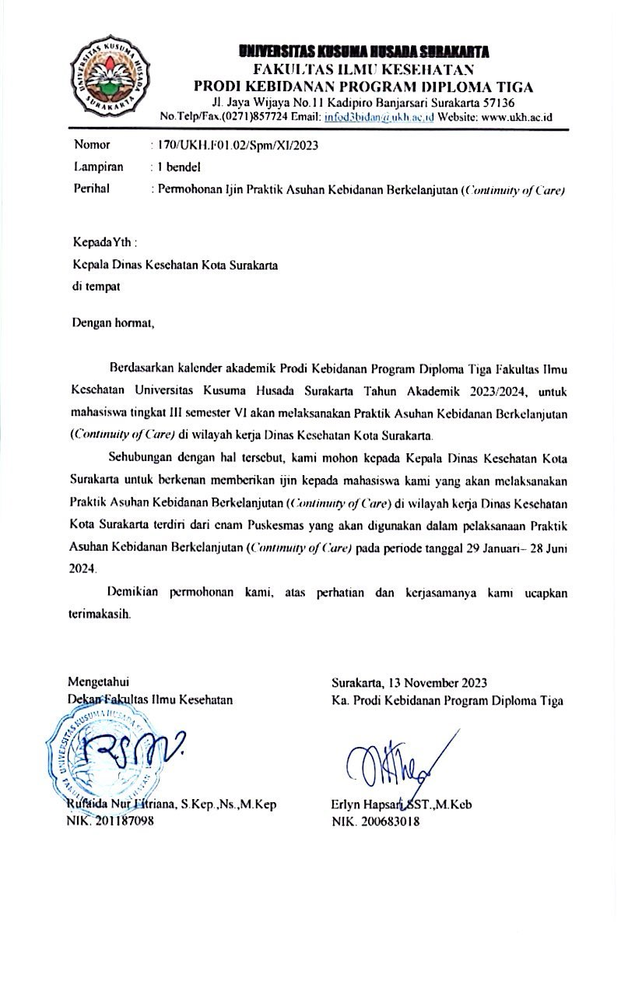 UNIVERSITAS KUSUMA HUSADA SURAKARTA
UNIVERSITAS KUSUMA HUSADA
SURAKARTA
FAKULTAS ILMU KESEHATAN
PRODI KEBIDANAN PROGRAM DIPLOMA TIGA
Jl. Jaya Wijaya No.11 Kadipiro Banjarsari Surakarta 57136
No.Telp/Fax.(0271)857724 Email: infod3bidan@ukh.ac.id Website: www.ukh.ac.id
Nomor : 170/UKH.F01.02/Spm/XI/2023
Lampiran : 1 bendel
Perihal : Permohonan Ijin Praktik Asuhan Kebidanan Berkelanjutan (Continuity of Care)
Kepada Yth :
Kepala Dinas Kesehatan Kota Surakarta
di tempat
Dengan hormat,
Berdasarkan kalender akademik Prodi Kebidanan Program Diploma Tiga Fakultas Ilmu
Kesehatan Universitas Kusuma Husada Surakarta Tahun Akademik 2023/2024, untuk
mahasiswa tingkat III semester VI akan melaksanakan Praktik Asuhan Kebidanan Berkelanjutan
(Continuity of Care) di wilayah kerja Dinas Kesehatan Kota Surakarta.
Sehubungan dengan hal tersebut, kami mohon kepada Kepala Dinas Kesehatan Kota
Surakarta untuk berkenan memberikan ijin kepada mahasiswa kami yang akan melaksanakan
Praktik Asuhan Kebidanan Berkelanjutan (Continuity of Care) di wilayah kerja Dinas Kesehatan
Kota Surakarta terdiri dari enam Puskesmas yang akan digunakan dalam pelaksanaan Praktik
Asuhan Kebidanan Berkelanjutan (Continuity of Care) pada periode tanggal 29 Januari– 28 Juni
2024.
Demikian permohonan kami, atas perhatian dan kerjasamanya kami ucapkan
terimakasih.
Mengetahui
Dekan Fakultas Ilmu Kesehatan
Surakarta, 13 November 2023
Ka. Prodi Kebidanan Program Diploma Tiga
UNIVERSITAS KUSUMA HUSADA
Rufaida Nur Fitriana, S.Kep.,Ns.,M.Kep
NIK. 201187098
Erlyn Hapsari,SST.,M.Keb
NIK. 200683018